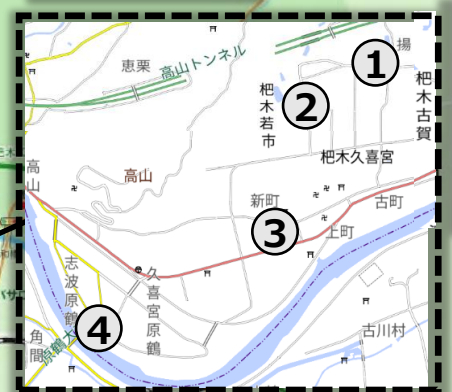 揚
①
恵栗
高山トンネル
杷木古賀
②
杷木若市
杷木久喜宮
高山
高山
新町
古町
③
上町
志波原鶴
久喜宮原鶴
④
古川村
角間
原鶴